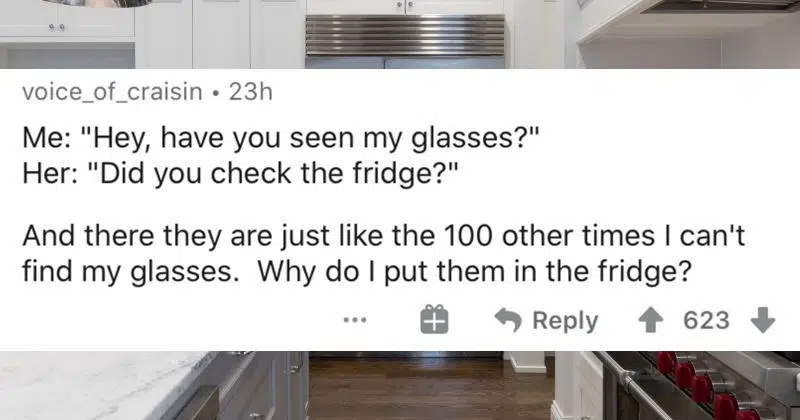 voice_of_craisin • 23h
Me: "Hey, have you seen my glasses?"
Her: "Did you check the fridge?"
And there they are just like the 100 other times I can't
find my glasses.  Why do I put them in the fridge?
... Reply 623